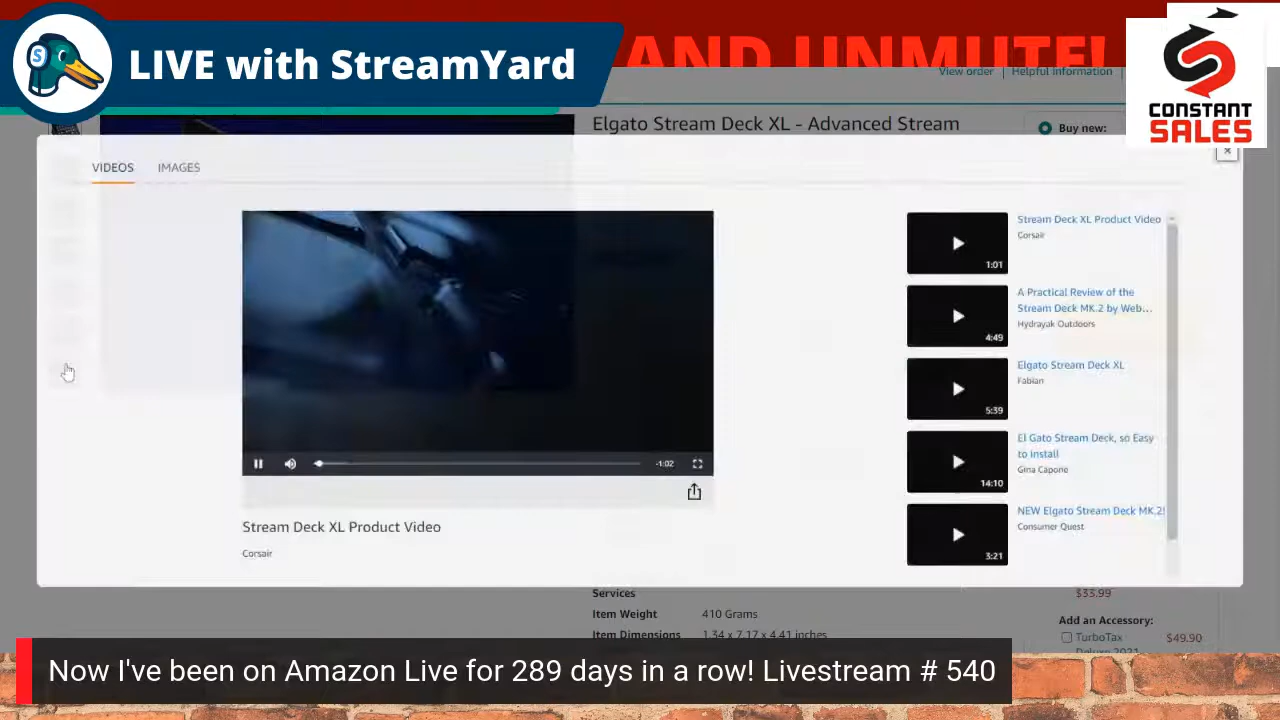 AND UNMUTE!
LIVE with StreamYard
S
CONSTANT
SALES
View order | Helpful Information |
Elgato Stream Deck XL - Advanced Stream
Buy new:
VIDEOS IMAGES
Stream Deck XL Product Video
Corsair
1:01
A Practical Review of the
Stream Deck MK.2 by Web...
Hydrayak Outdoors
4:49
Elgato Stream Deck XL
Fabian
5:39
El Gato Stream Deck, so Easy
to install
Gina Capone
14:10
NEW Elgato Stream Deck MK.2!
Consumer Quest
3:21
-1:02
Stream Deck XL Product Video
Corsair
Services
$33.99
Item Weight 410 Grams
Add an Accessory:
Item Dimensions 1.34 x 7.17 x 4.41 inches
TurboTax $49.90
Deluxe 2021
Now I've been on Amazon Live for 289 days in a row! Livestream # 540